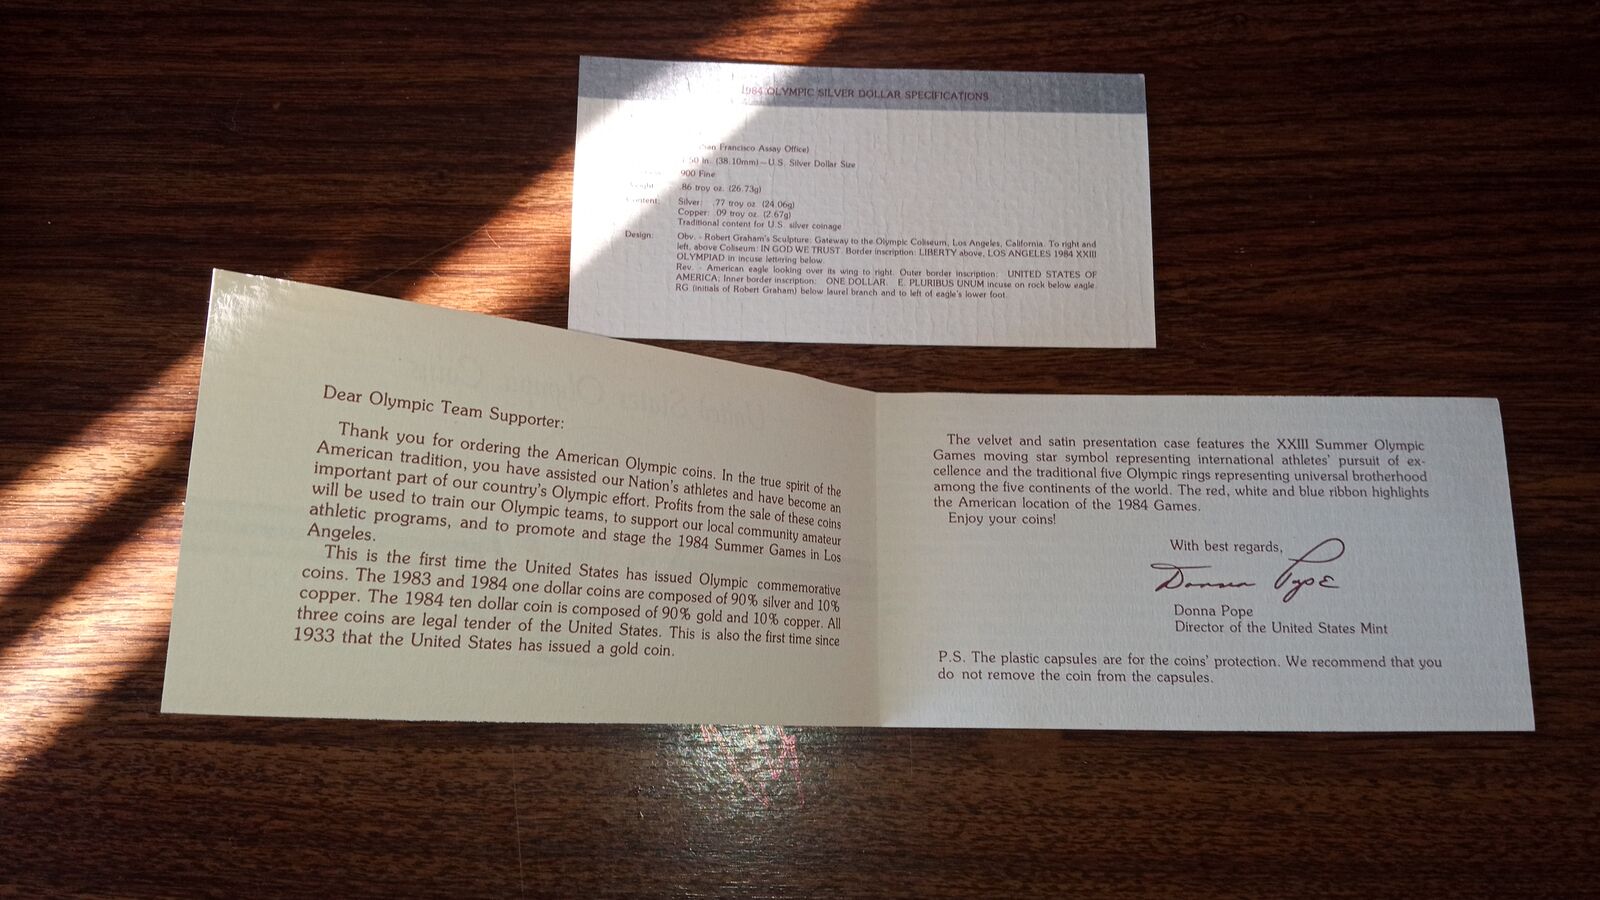 1984 OLYMPIC SILVER DOLLAR SPECIFICATIONS
San Francisco Assay Office)
50 in. (38.10mm)—U.S. Silver Dollar Size
900 Fine
Weight: .86 troy oz. (26.73g)
Content: Silver: .77 troy oz. (24.06g)
Copper: .09 troy oz. (2.67g)
Traditional content for U.S. silver coinage
Design: Obv. - Robert Graham's Sculpture: Gateway to the Olympic Coliseum, Los Angeles, California. To right and
left, above Coliseum: IN GOD WE TRUST. Border inscription: LIBERTY above, LOS ANGELES 1984 XXIII
OLYMPIAD in incuse lettering below.
Rev. - American eagle looking over its wing to right. Outer border inscription: UNITED STATES OF
AMERICA; Inner border inscription: ONE DOLLAR. E. PLURIBUS UNUM incuse on rock below eagle.
RG (initials of Robert Graham) below laurel branch and to left of eagle's lower foot.
Dear Olympic Team Supporter:
Thank you for ordering the American Olympic coins. In the true spirit of the
American tradition, you have assisted our Nation's athletes and have become an
important part of our country's Olympic effort. Profits from the sale of these coins
will be used to train our Olympic teams, to support our local community amateur
athletic programs, and to promote and stage the 1984 Summer Games in Los
Angeles.
This is the first time the United States has issued Olympic commemorative
coins. The 1983 and 1984 one dollar coins are composed of 90% silver and 10%
copper. The 1984 ten dollar coin is composed of 90% gold and 10% copper. All
three coins are legal tender of the United States. This is also the first time since
1933 that the United States has issued a gold coin.
The velvet and satin presentation case features the XXIII Summer Olympic
Games moving star symbol representing international athletes' pursuit of ex-
cellence and the traditional five Olympic rings representing universal brotherhood
among the five continents of the world. The red, white and blue ribbon highlights
the American location of the 1984 Games.
Enjoy your coins!
With best regards,
Donna Pope
Donna Pope
Director of the United States Mint
P.S. The plastic capsules are for the coins' protection. We recommend that you
do not remove the coin from the capsules.